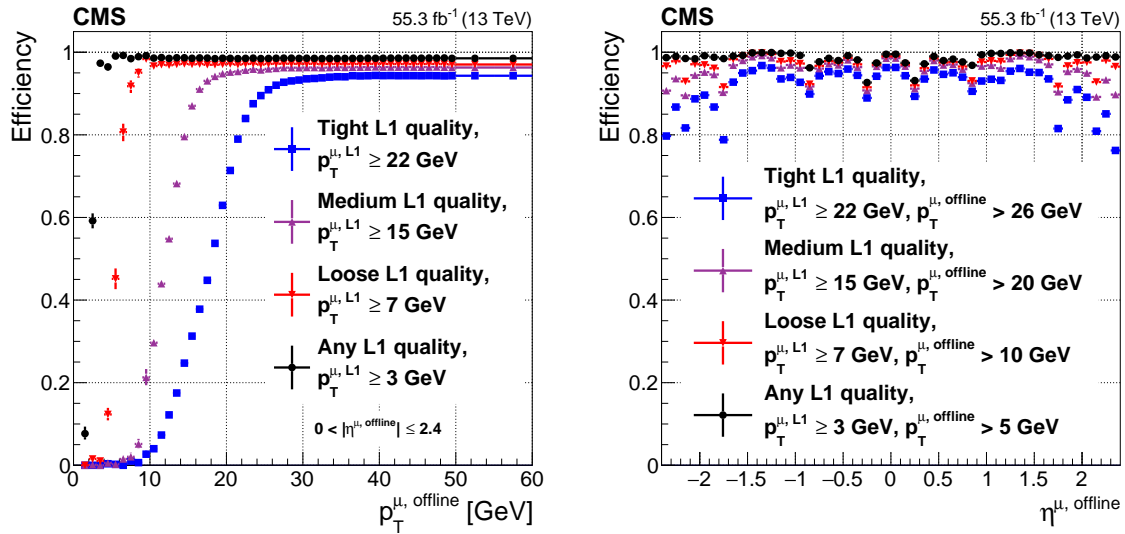 CMS 55.3 fb⁻¹ (13 TeV)
Efficiency
1
0.8
0.6
0.4
0.2
0
Tight L1 quality,
p_T^{μ, L1} ≥ 22 GeV
Medium L1 quality,
p_T^{μ, L1} ≥ 15 GeV
Loose L1 quality,
p_T^{μ, L1} ≥ 7 GeV
Any L1 quality,
p_T^{μ, L1} ≥ 3 GeV
0 < |η^{μ, offline}| ≤ 2.4
0 10 20 30 40 50 60
p_T^{μ, offline} [GeV]
CMS 55.3 fb⁻¹ (13 TeV)
Efficiency
1
0.8
0.6
0.4
0.2
0
Tight L1 quality,
p_T^{μ, L1} ≥ 22 GeV, p_T^{μ, offline} > 26 GeV
Medium L1 quality,
p_T^{μ, L1} ≥ 15 GeV, p_T^{μ, offline} > 20 GeV
Loose L1 quality,
p_T^{μ, L1} ≥ 7 GeV, p_T^{μ, offline} > 10 GeV
Any L1 quality,
p_T^{μ, L1} ≥ 3 GeV, p_T^{μ, offline} > 5 GeV
−2 −1.5 −1 −0.5 0 0.5 1 1.5 2
η^{μ, offline}